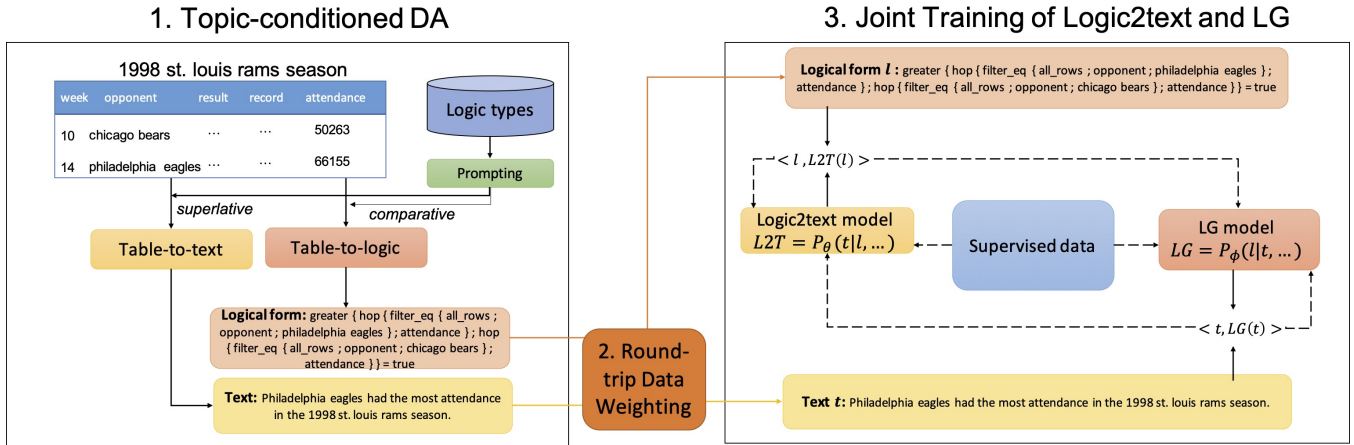 1. Topic-conditioned DA
1998 st. louis rams season
week opponent result record attendance
10 chicago bears … … 50263
14 philadelphia eagles … … 66155
Logic types
Prompting
superlative
comparative
Table-to-text
Table-to-logic
Logical form: greater { hop { filter_eq { all_rows ;
opponent ; philadelphia eagles } ; attendance } ; hop
{ filter_eq { all_rows ; opponent ; chicago bears } ;
attendance } } = true
Text: Philadelphia eagles had the most attendance
in the 1998 st. louis rams season.
2. Round-
trip Data
Weighting
3. Joint Training of Logic2text and LG
Logical form l : greater { hop { filter_eq { all_rows ; opponent ; philadelphia eagles } ;
attendance } ; hop { filter_eq { all_rows ; opponent ; chicago bears } ; attendance } } = true
< l ,L2T(l) >
Logic2text model
L2T = Pθ(t|l, …)
Supervised data
LG model
LG = Pϕ(l|t, …)
< t, LG(t) >
Text t: Philadelphia eagles had the most attendance in the 1998 st. louis rams season.